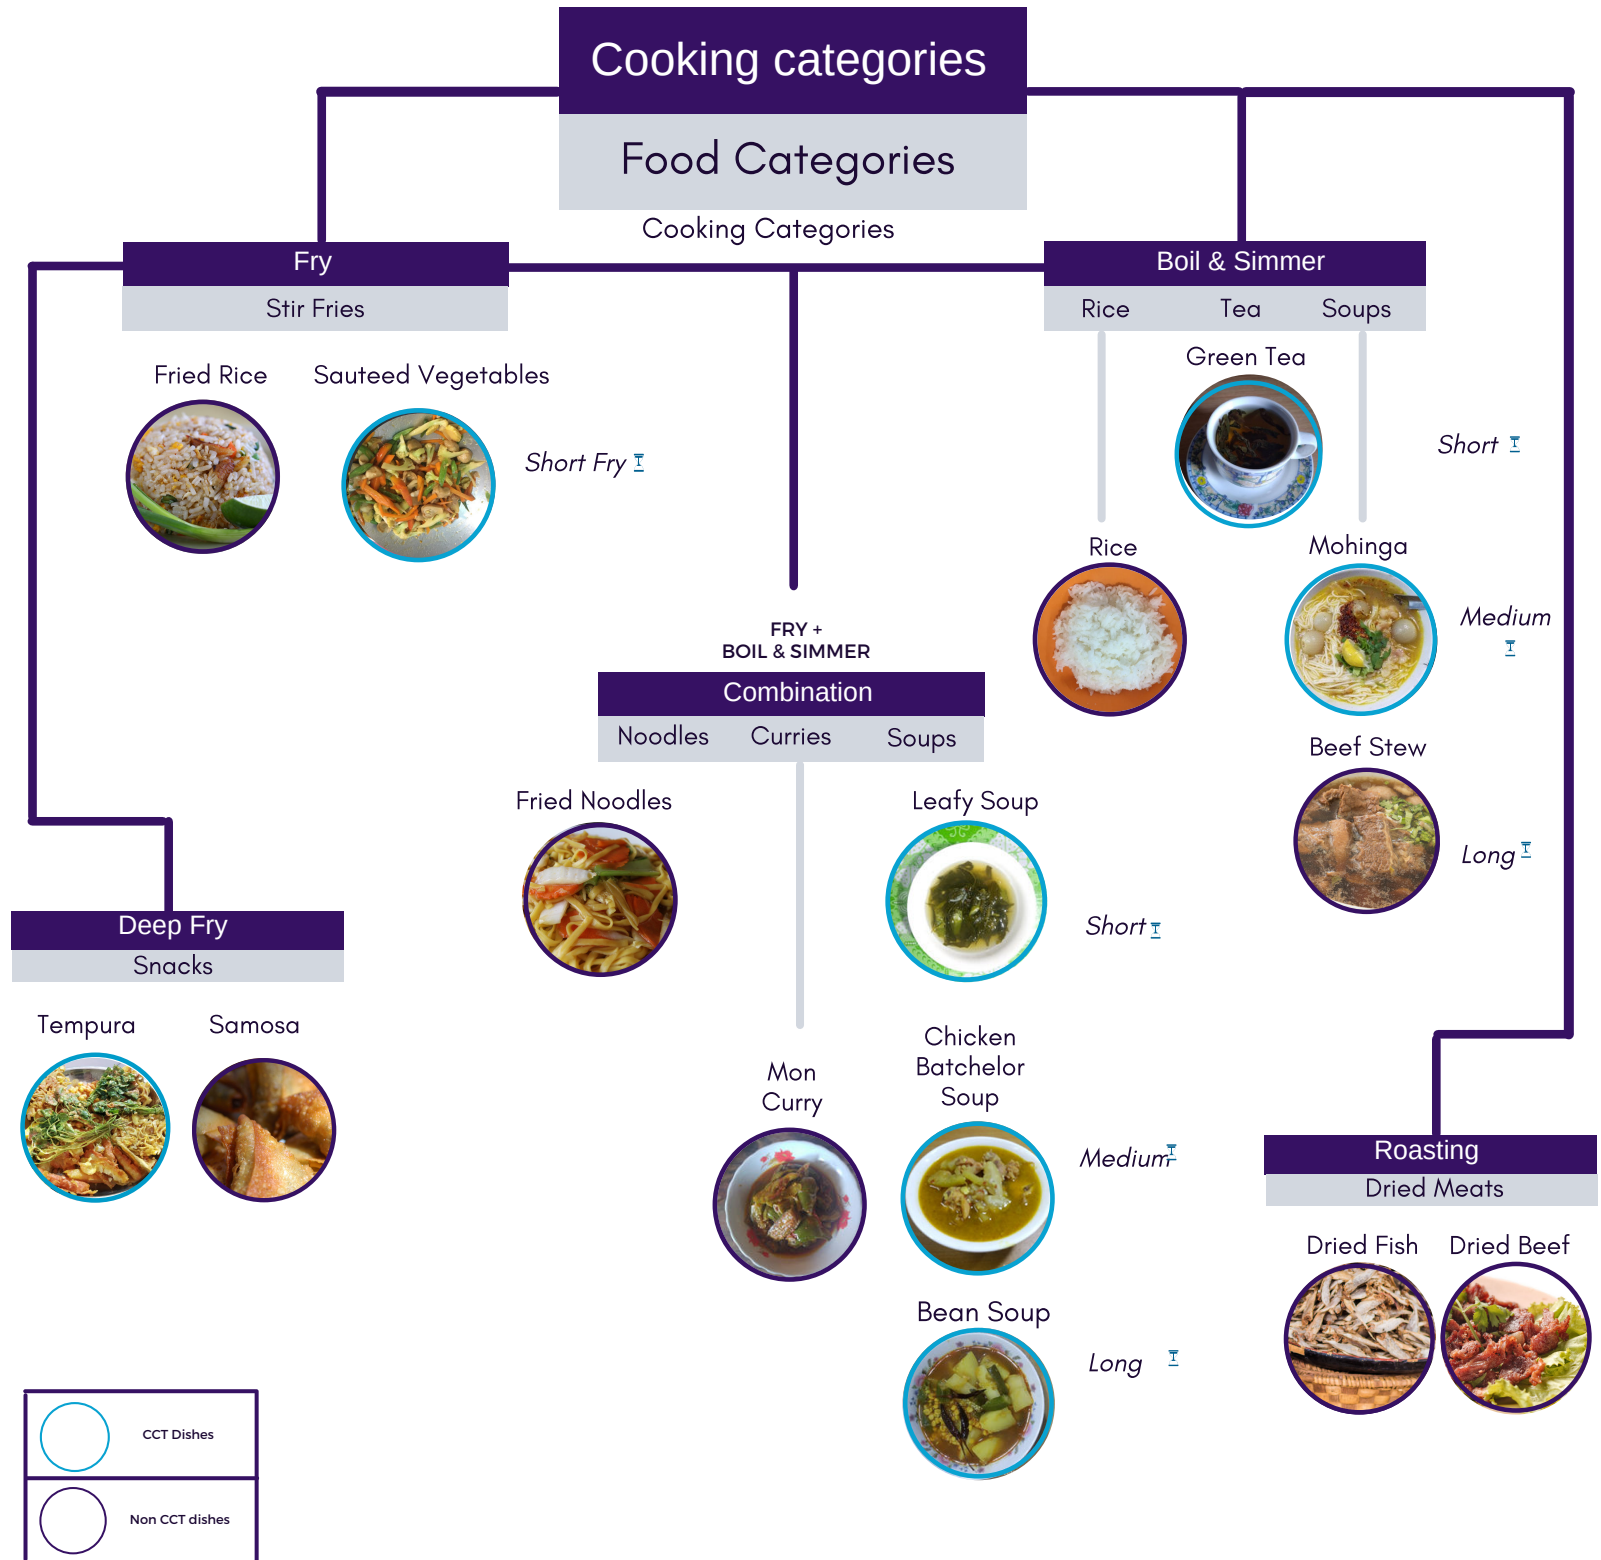 Cooking categories
Food Categories
Cooking Categories
Fry
Stir Fries
Fried Rice
Sauteed Vegetables
Short Fry
Boil & Simmer
Rice
Tea
Soups
Green Tea
Short
Rice
Mohinga
Medium
Beef Stew
Long
FRY +
BOIL & SIMMER
Combination
Noodles
Curries
Soups
Fried Noodles
Leafy Soup
Short
Mon
Curry
Chicken
Batchelor
Soup
Medium
Bean Soup
Long
Deep Fry
Snacks
Tempura
Samosa
Roasting
Dried Meats
Dried Fish
Dried Beef
CCT Dishes
Non CCT dishes